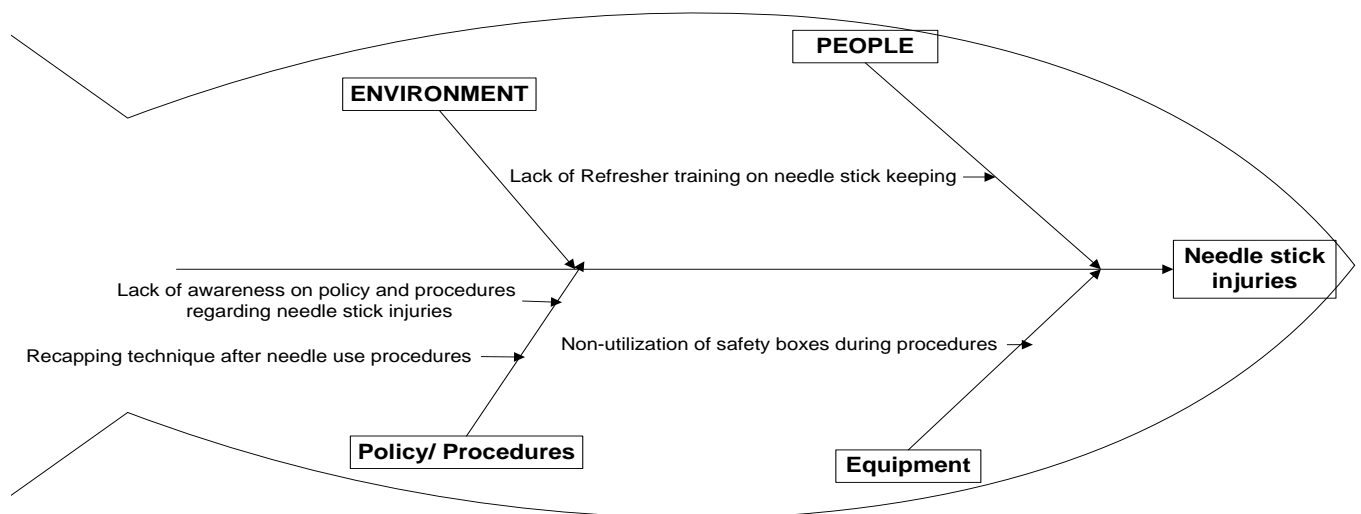 PEOPLE
ENVIRONMENT
Lack of Refresher training on needle stick keeping
Needle stick
injuries
Lack of awareness on policy and procedures
regarding needle stick injuries
Non-utilization of safety boxes during procedures
Recapping technique after needle use procedures
Policy/ Procedures
Equipment